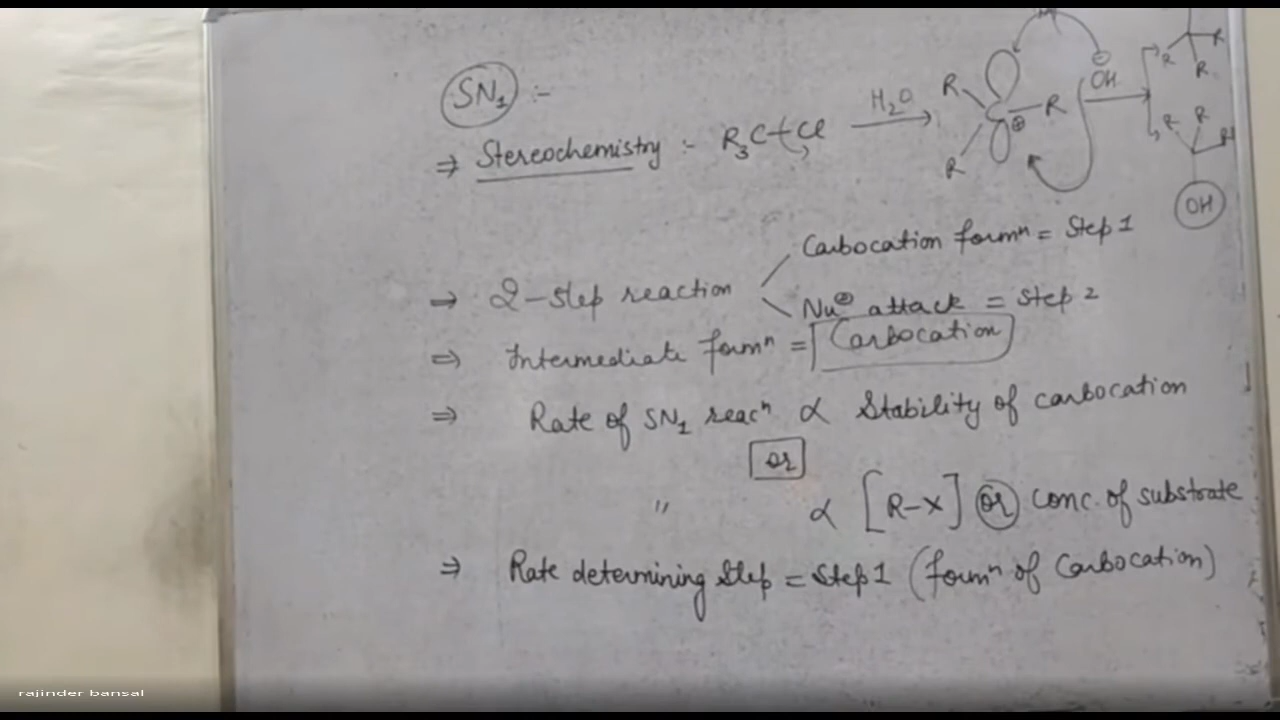 SN₁ :-
⇒ Stereochemistry :- R₃C-Cl H₂O R R R ⊕ ⊖ OH R R R R R OH
⇒ 2-step reaction Carbocation formⁿ = Step 1
Nu⊖ attack = Step 2
⇒ Intermediate formⁿ = Carbocation
⇒ Rate of SN₁ reacⁿ ∝ Stability of carbocation
or
" ∝ [R-X] or conc. of substrate
⇒ Rate determining step = Step 1 (formⁿ of Carbocation)
rajinder bansal